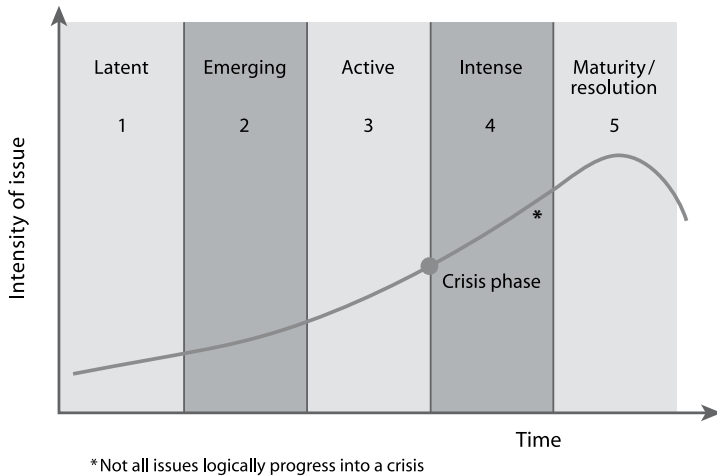 Latent
Emerging
Active
Intense
Maturity/
resolution
1
2
3
4
5
Intensity of issue
*
Crisis phase
Time
*Not all issues logically progress into a crisis